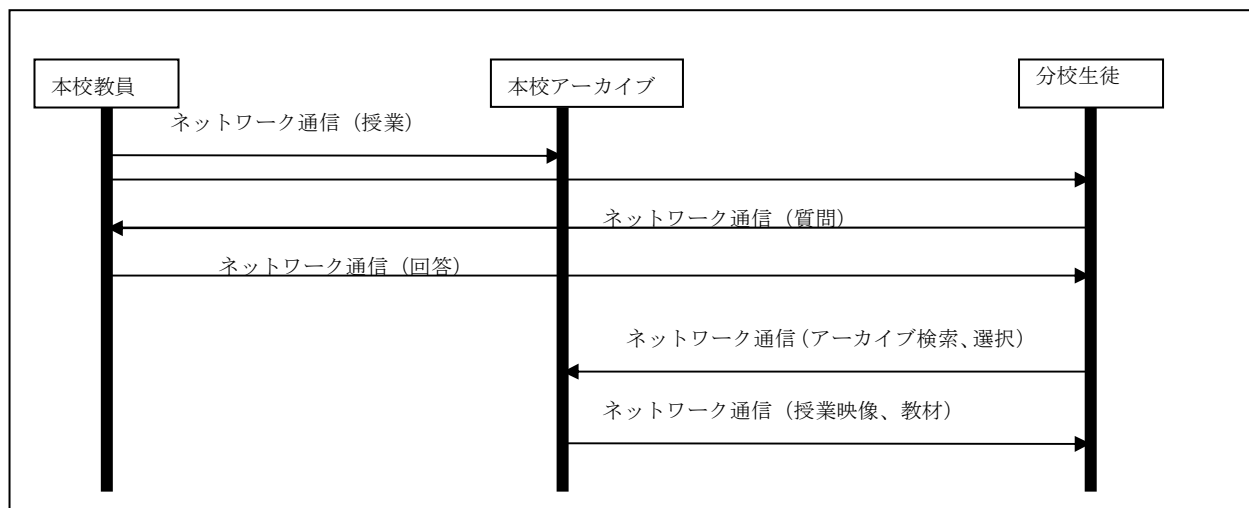 本校教員
本校アーカイブ
分校生徒
ネットワーク通信（授業）
ネットワーク通信（質問）
ネットワーク通信（回答）
ネットワーク通信（アーカイブ検索、選択）
ネットワーク通信（授業映像、教材）